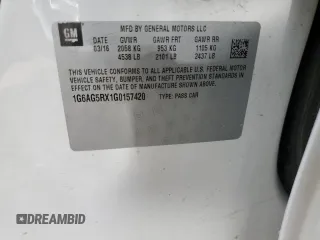 GM
MFD BY GENERAL MOTORS LLC
DATE GVWR GAWR FRT GAWR RR
03/16 2058 KG 953 KG 1105 KG
4538 LB 2101 LB 2437 LB
THIS VEHICLE CONFORMS TO ALL APPLICABLE U.S. FEDERAL MOTOR
VEHICLE SAFETY, BUMPER, AND THEFT PREVENTION STANDARDS IN
EFFECT ON THE DATE OF MANUFACTURE SHOWN ABOVE.
1G6AG5RX1G0157420 TYPE: PASS CAR
DREAMBID